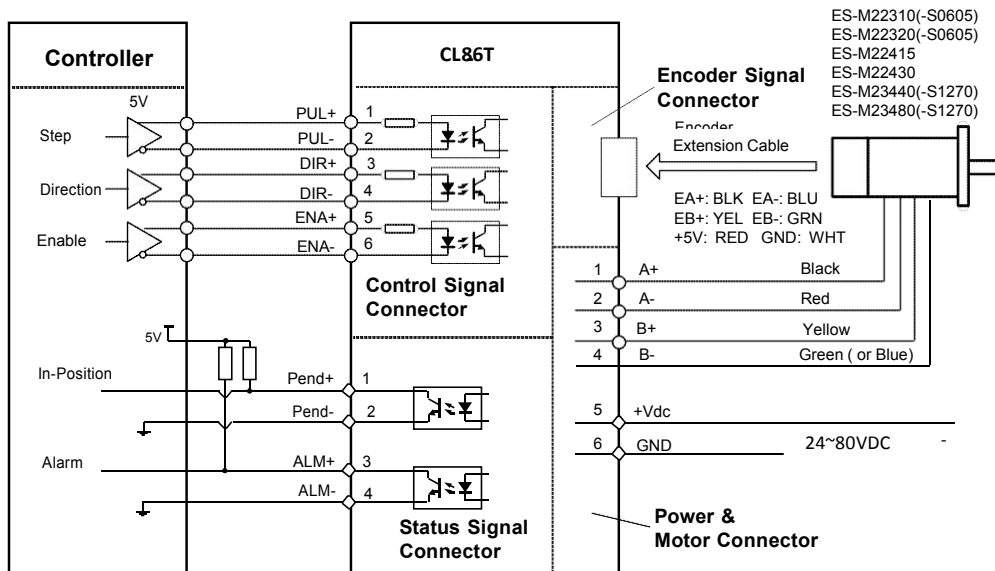 Controller
CL86T
5V
Step
Direction
Enable
PUL+
PUL-
DIR+
DIR-
ENA+
ENA-
1
2
3
4
5
6
Control Signal
Connector
5V
In-Position
Alarm
Pend+
Pend-
ALM+
ALM-
1
2
3
4
Status Signal
Connector
Encoder Signal
Connector
Encoder
Extension Cable
EA+: BLK EA-: BLU
EB+: YEL EB-: GRN
+5V: RED GND: WHT
ES-M22310(-S0605)
ES-M22320(-S0605)
ES-M22415
ES-M22430
ES-M23440(-S1270)
ES-M23480(-S1270)
1 A+ Black
2 A- Red
3 B+ Yellow
4 B- Green ( or Blue)
5 +Vdc
6 GND
24~80VDC -
Power &
Motor Connector